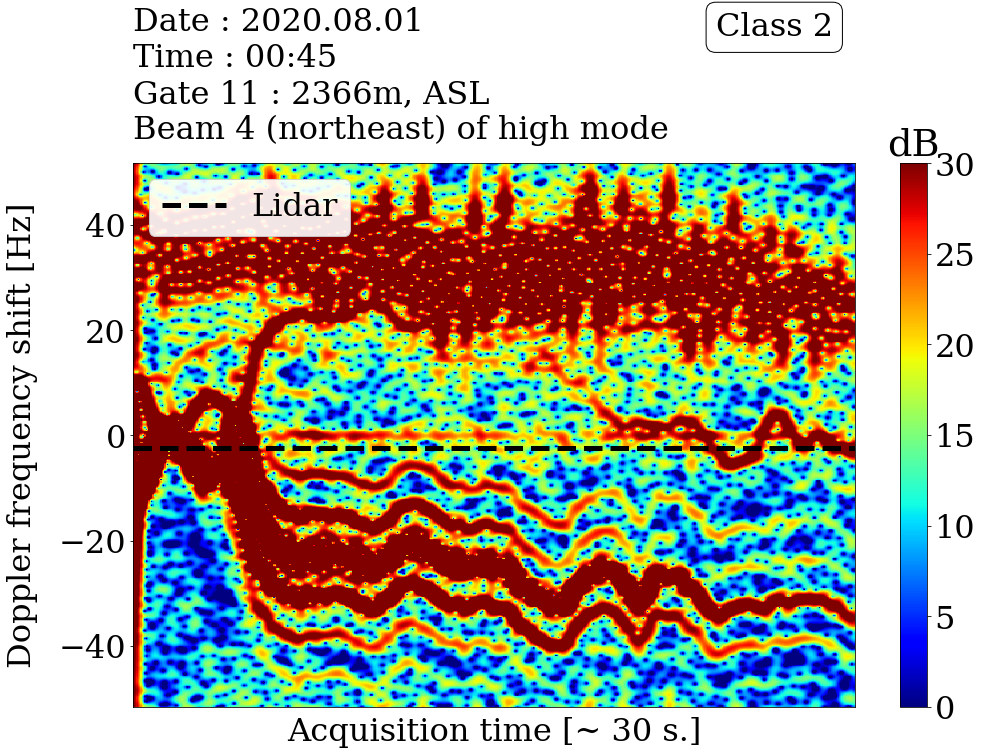 Date : 2020.08.01
Time : 00:45
Gate 11 : 2366m, ASL
Beam 4 (northeast) of high mode
Class 2
dB
Lidar
Doppler frequency shift [Hz]
40
20
0
−20
−40
Acquisition time [~ 30 s.]
30
25
20
15
10
5
0